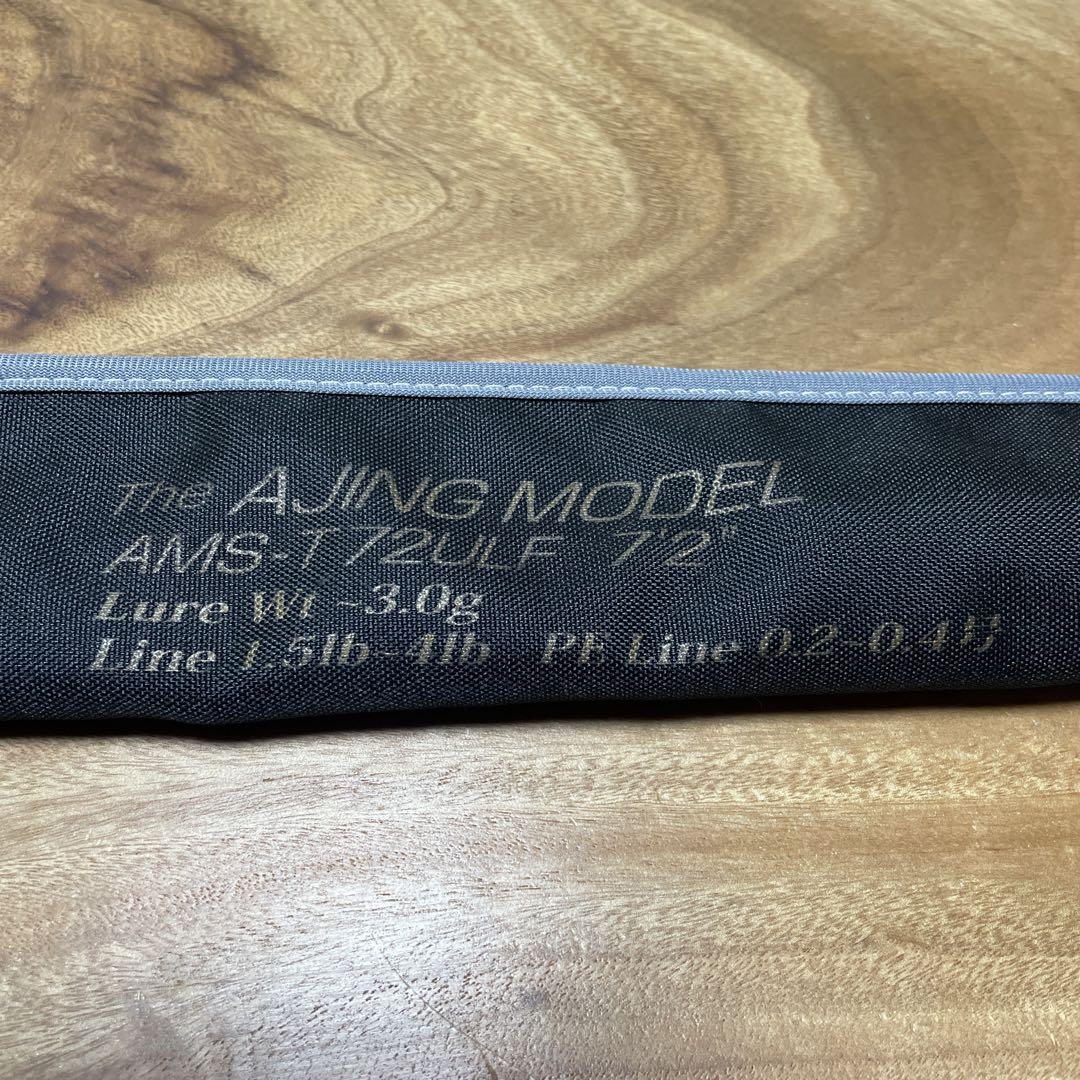 The AJING MODEL
AMS-T72ULF 7'2"
Lure Wt ~3.0g
Line 1.5lb~4lb PE Line 0.2~0.4号